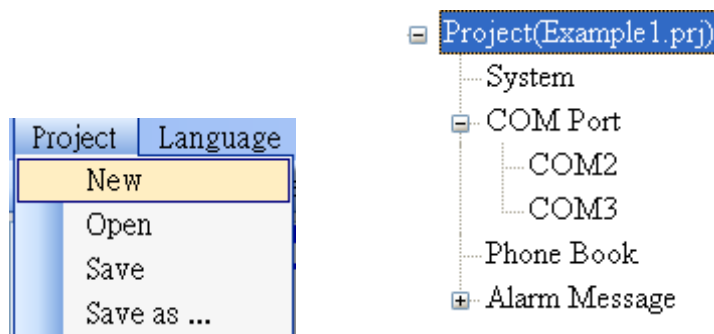 Project Language
New
Open
Save
Save as ...
Project(Example1.prj)
System
COM Port
COM2
COM3
Phone Book
Alarm Message